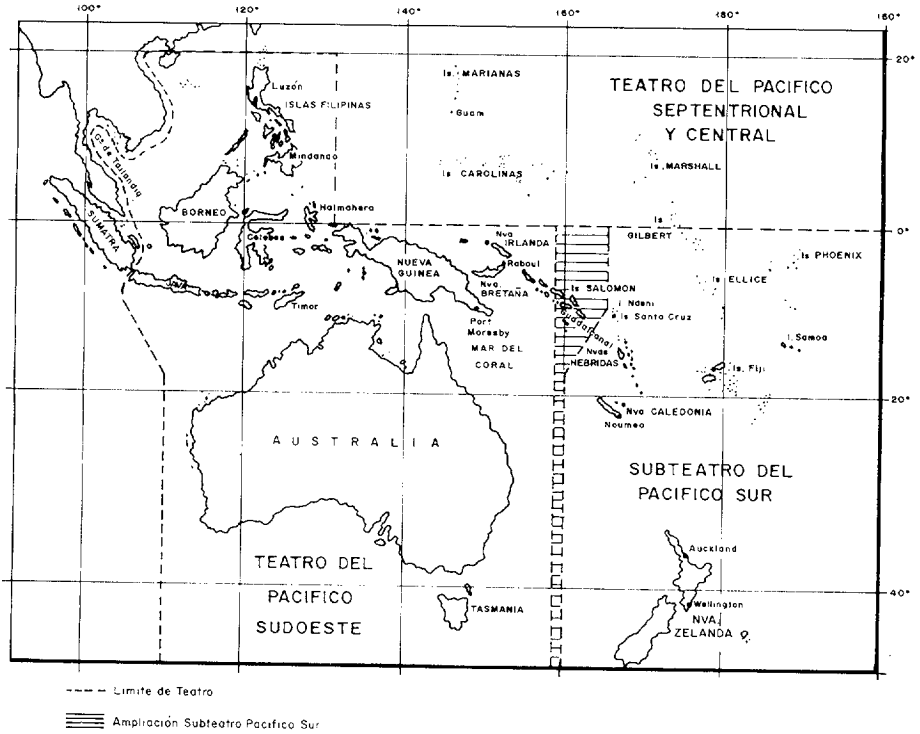 100°
120°
140°
160°
180°
160°
20°
Is. MARIANAS
Guam
TEATRO DEL PACIFICO
SEPTENTRIONAL
Y CENTRAL
Luzón
ISLAS FILIPINAS
Mindanao
Go de Tailandia
Is. CAROLINAS
Is. MARSHALL
SUMATRA
BORNEO
Halmahera
Celebes
0°
Is
GILBERT
Is PHOENIX
Nva
IRLANDA
Raboul
NUEVA
GUINEA
Nva.
BRETAÑA
Is ELLICE
JAVA
Timor
Is SALOMON
I Ndeni
Is Santa Cruz
Guadalcanal
Port
Moresby
MAR DEL
CORAL
Nvas
HEBRIDAS
I. Samoa
Is. Fiji
20°
Nva CALEDONIA
Noumeo
AUSTRALIA
SUBTEATRO DEL
PACIFICO SUR
TEATRO DEL
PACIFICO
SUDOESTE
TASMANIA
Auckland
Wellington
NVA.
ZELANDA
40°
Limite de Teatro
Ampliación Subteatro Pacifico Sur